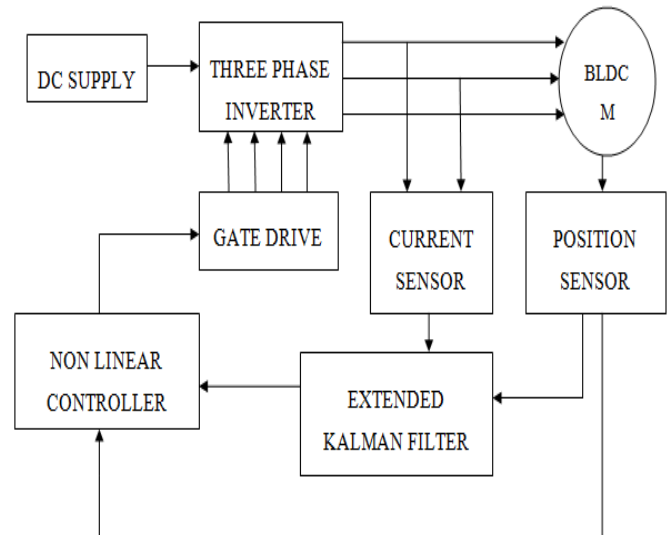 DC SUPPLY
THREE PHASE
INVERTER
BLDC
M
GATE DRIVE
CURRENT
SENSOR
POSITION
SENSOR
NON LINEAR
CONTROLLER
EXTENDED
KALMAN FILTER